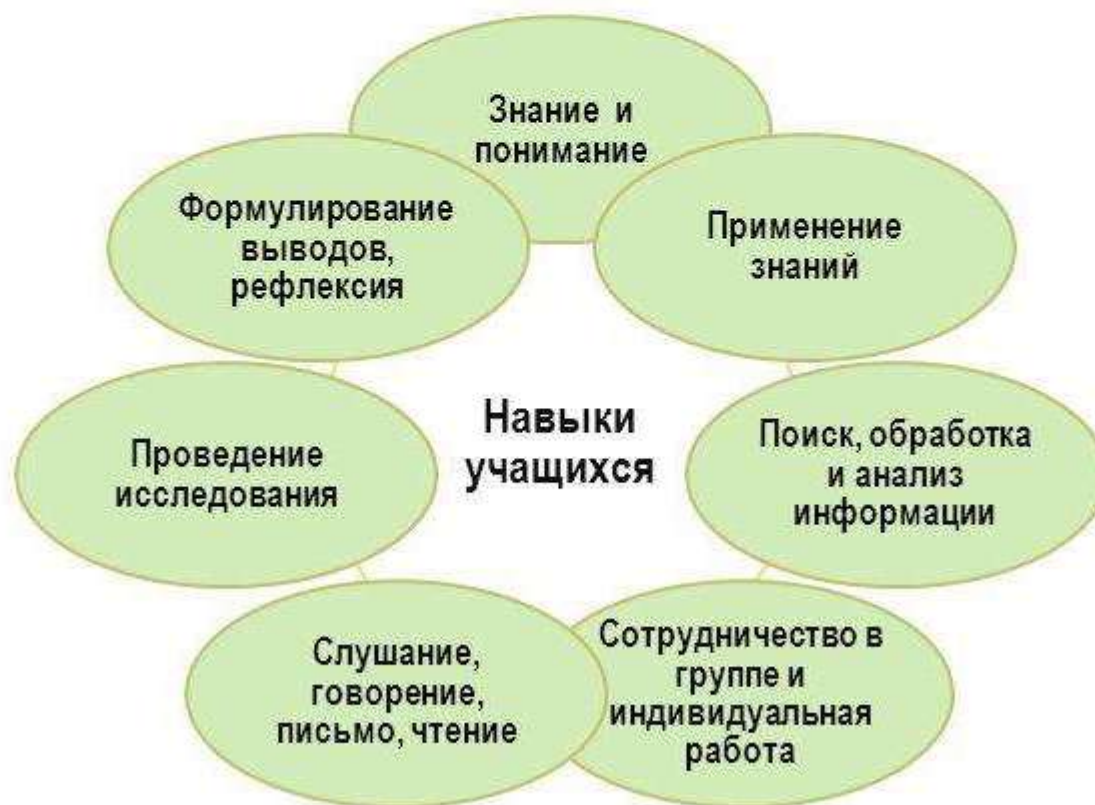 Знание и
понимание
Применение
знаний
Поиск, обработка
и анализ
информации
Сотрудничество в
группе и
индивидуальная
работа
Слушание,
говорение,
письмо, чтение
Проведение
исследования
Формулирование
выводов,
рефлексия
Навыки
учащихся